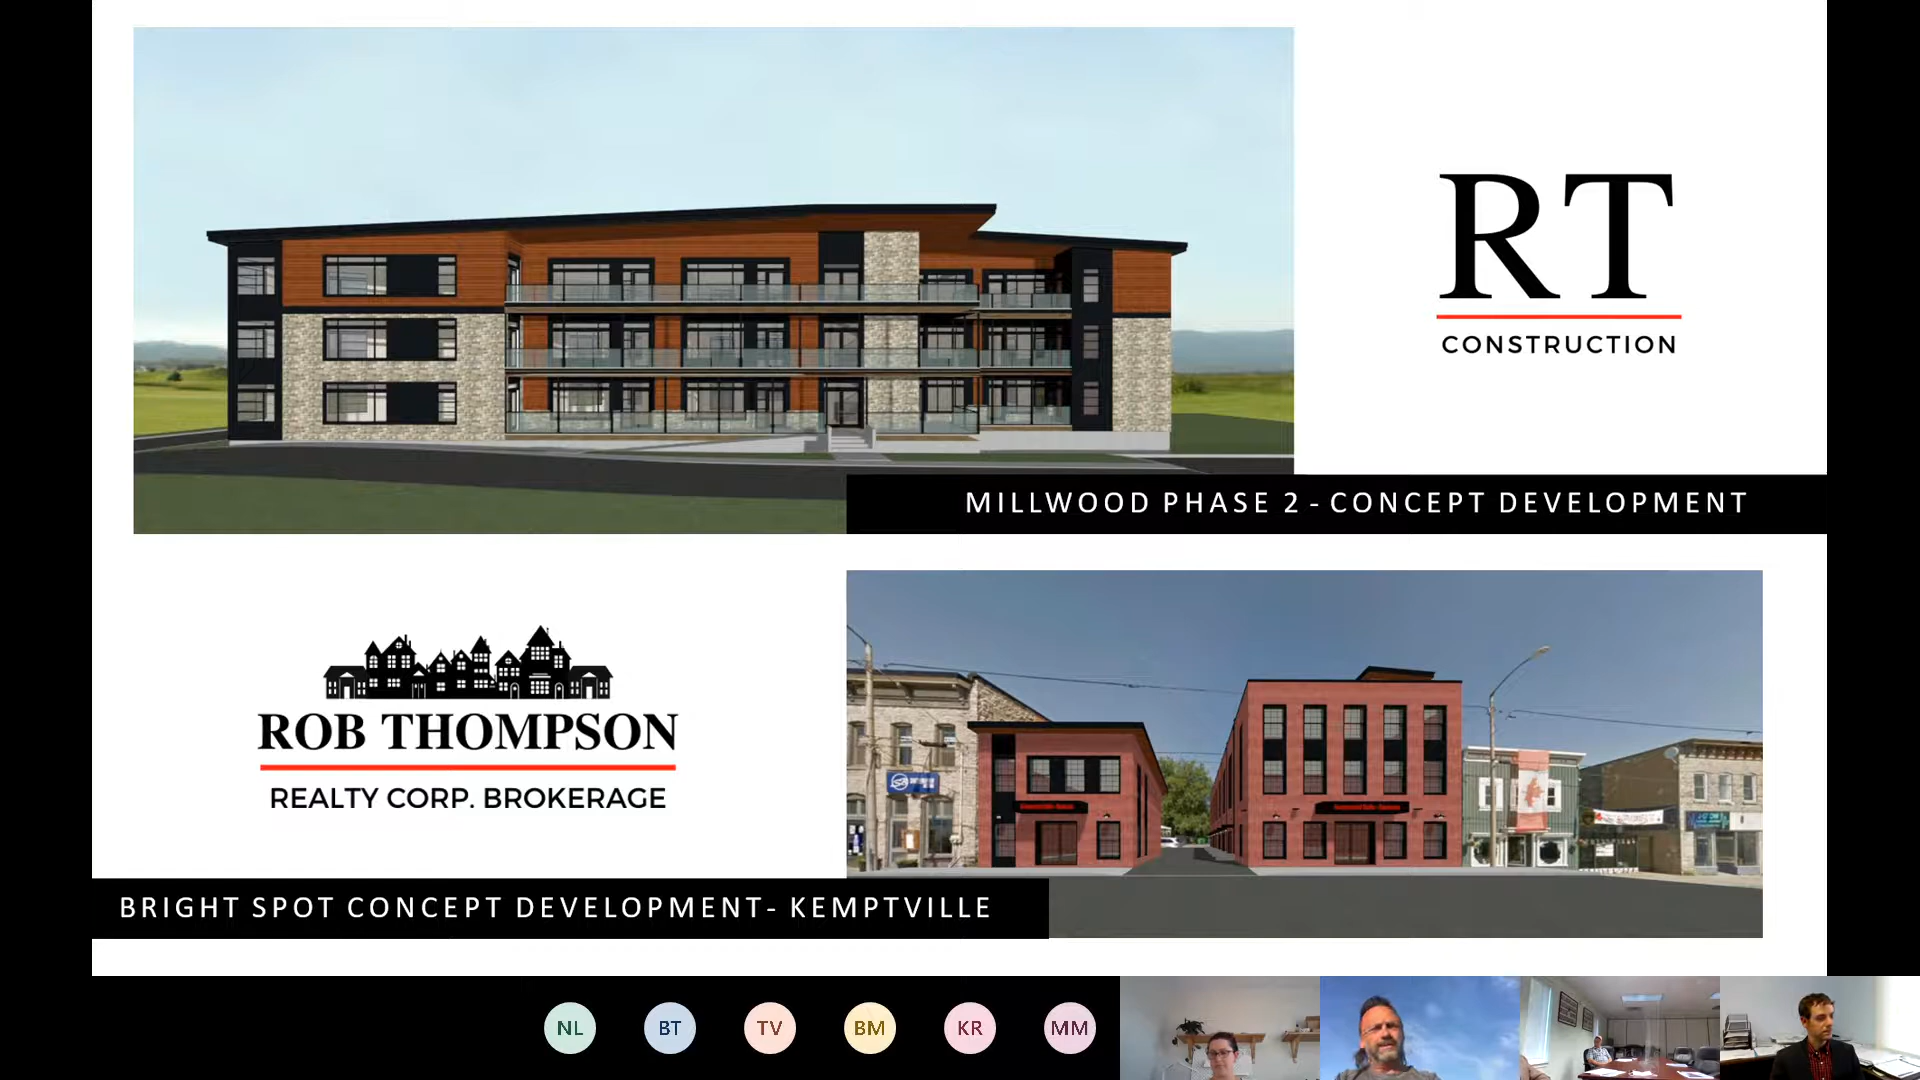 RT
CONSTRUCTION
MILLWOOD PHASE 2 - CONCEPT DEVELOPMENT
ROB THOMPSON
REALTY CORP. BROKERAGE
BRIGHT SPOT CONCEPT DEVELOPMENT- KEMPTVILLE
NL
BT
TV
BM
KR
MM